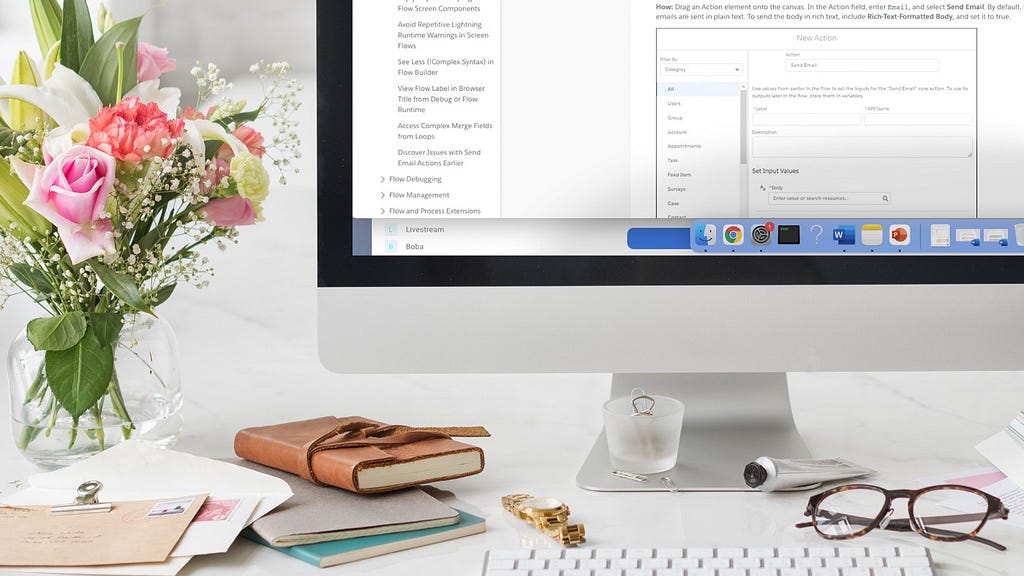 Flow Screen Components
Avoid Repetitive Lightning
Runtime Warnings in Screen
Flows
See Less {!Complex.Syntax} in
Flow Builder
View Flow Label in Browser
Title from Debug or Flow
Runtime
Access Complex Merge Fields
from Loops
Discover Issues with Send
Email Actions Earlier
Flow Debugging
Flow Management
Flow and Process Extensions
L Livestream
B Boba
How: Drag an Action element onto the canvas. In the Action field, enter Email, and select Send Email. By default,
emails are sent in plain text. To send the body in rich text, include Rich-Text-Formatted Body, and set it to true.
New Action
Filter By
Category
All
Users
Group
Account
Appointments
Task
Feed Item
Surveys
Case
Contact
Action
Send Email
Use values from earlier in the flow to set the inputs for the "Send Email" core action. To use its
outputs later in the flow, store them in variables.
*Label
*API Name
Description
Set Input Values
*Body
Enter value or search resources...
W
P